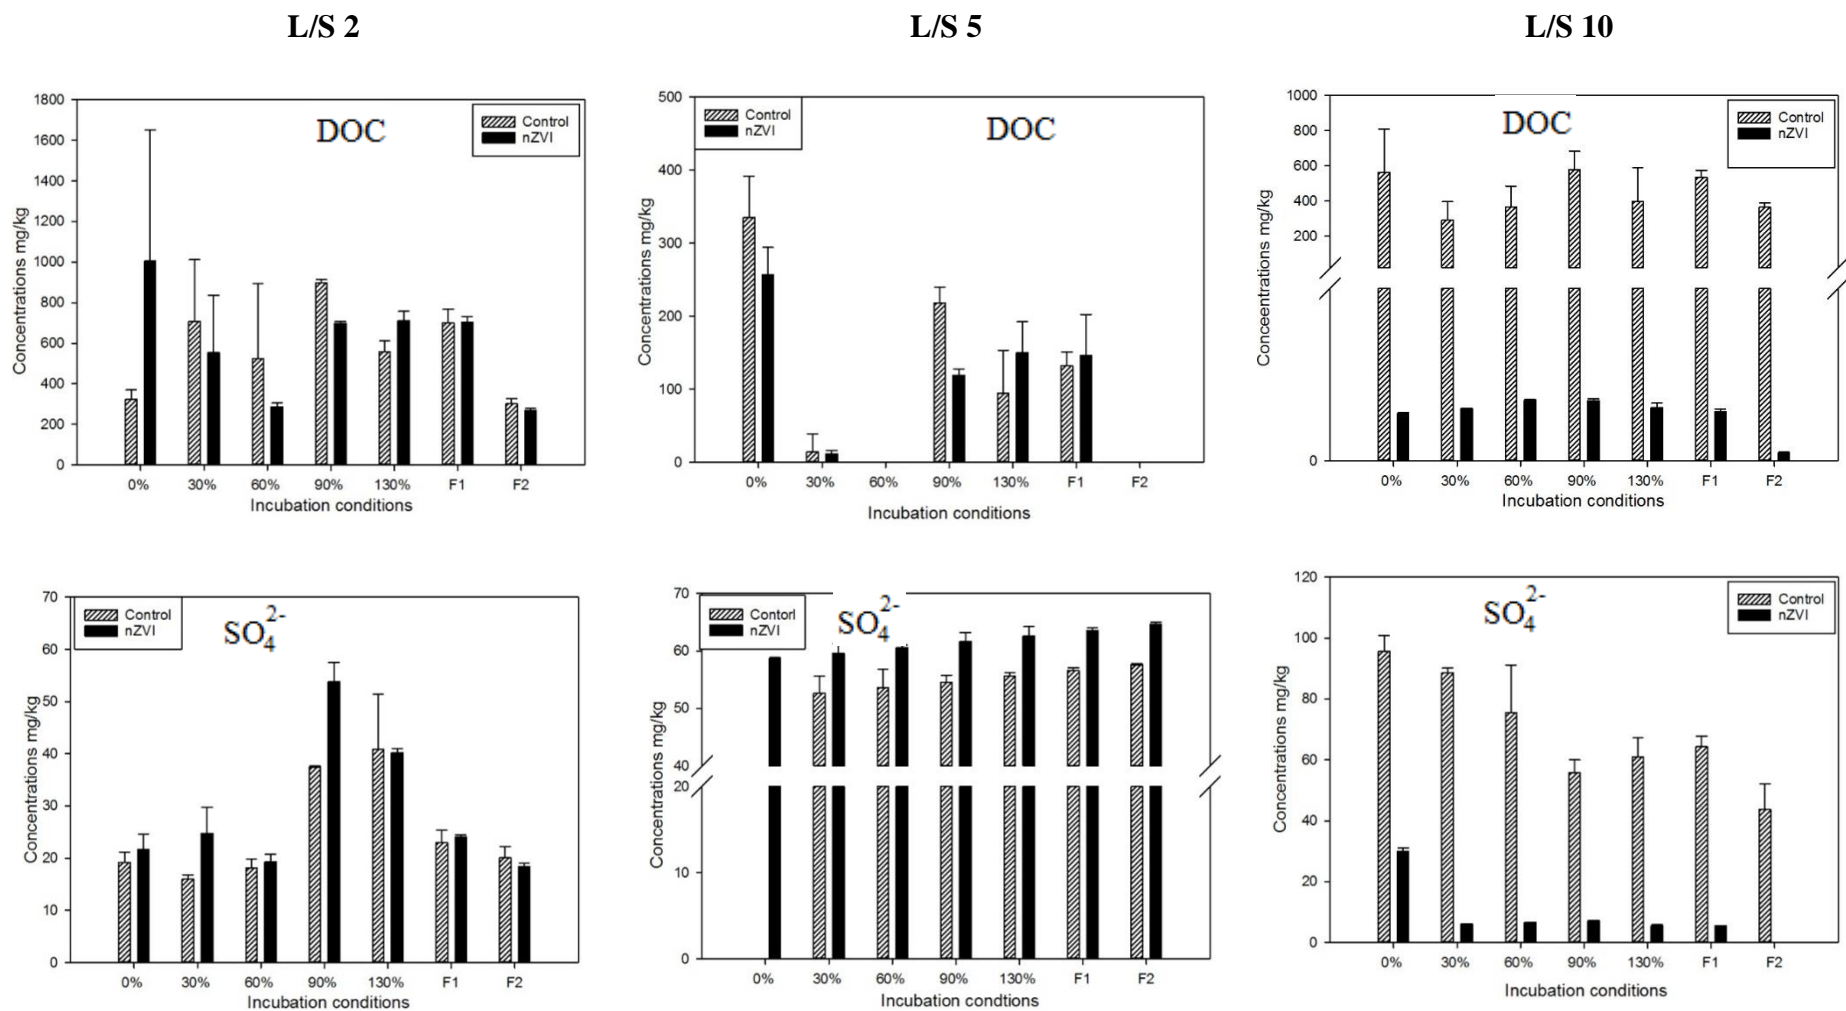 L/S 2
L/S 5
L/S 10
DOC
Control
nZVI
Concentrations mg/kg
1800
1600
1400
1200
1000
800
600
400
200
0
0% 30% 60% 90% 130% F1 F2
Incubation conditions
DOC
Control
nZVI
Concentrations mg/kg
500
400
300
200
100
0
0% 30% 60% 90% 130% F1 F2
Incubation conditions
DOC
Control
nZVI
Conceentrations mg/kg
1000
800
600
400
200
0
0% 30% 60% 90% 130% F1 F2
Incubation conditions
SO4 2-
Control
nZVI
Concentrations mg/kg
70
60
50
40
30
20
10
0
0% 30% 60% 90% 130% F1 F2
Incubation conditions
SO4 2-
Contorl
nZVI
Concentrations mg/kg
70
60
50
40
20
10
0
0% 30% 60% 90% 130% F1 F2
Incubation condtions
SO4 2-
Control
nZVI
Concentrations mg/kg
120
100
80
60
40
20
0
0% 30% 60% 90% 130% F1 F2
Incubation conditions